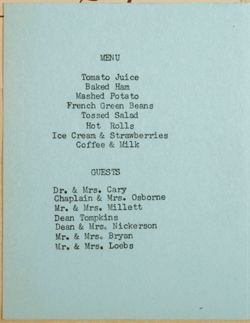 MENU
Tomato Juice
Baked Ham
Mashed Potato
French Green Beans
Tossed Salad
Hot Rolls
Ice Cream & Strawberries
Coffee & Milk
GUESTS
Dr. & Mrs. Cary
Chaplain & Mrs. Osborne
Mr. & Mrs. Millett
Dean Tompkins
Dean & Mrs. Nickerson
Mr. & Mrs. Bryan
Mr. & Mrs. Loebs